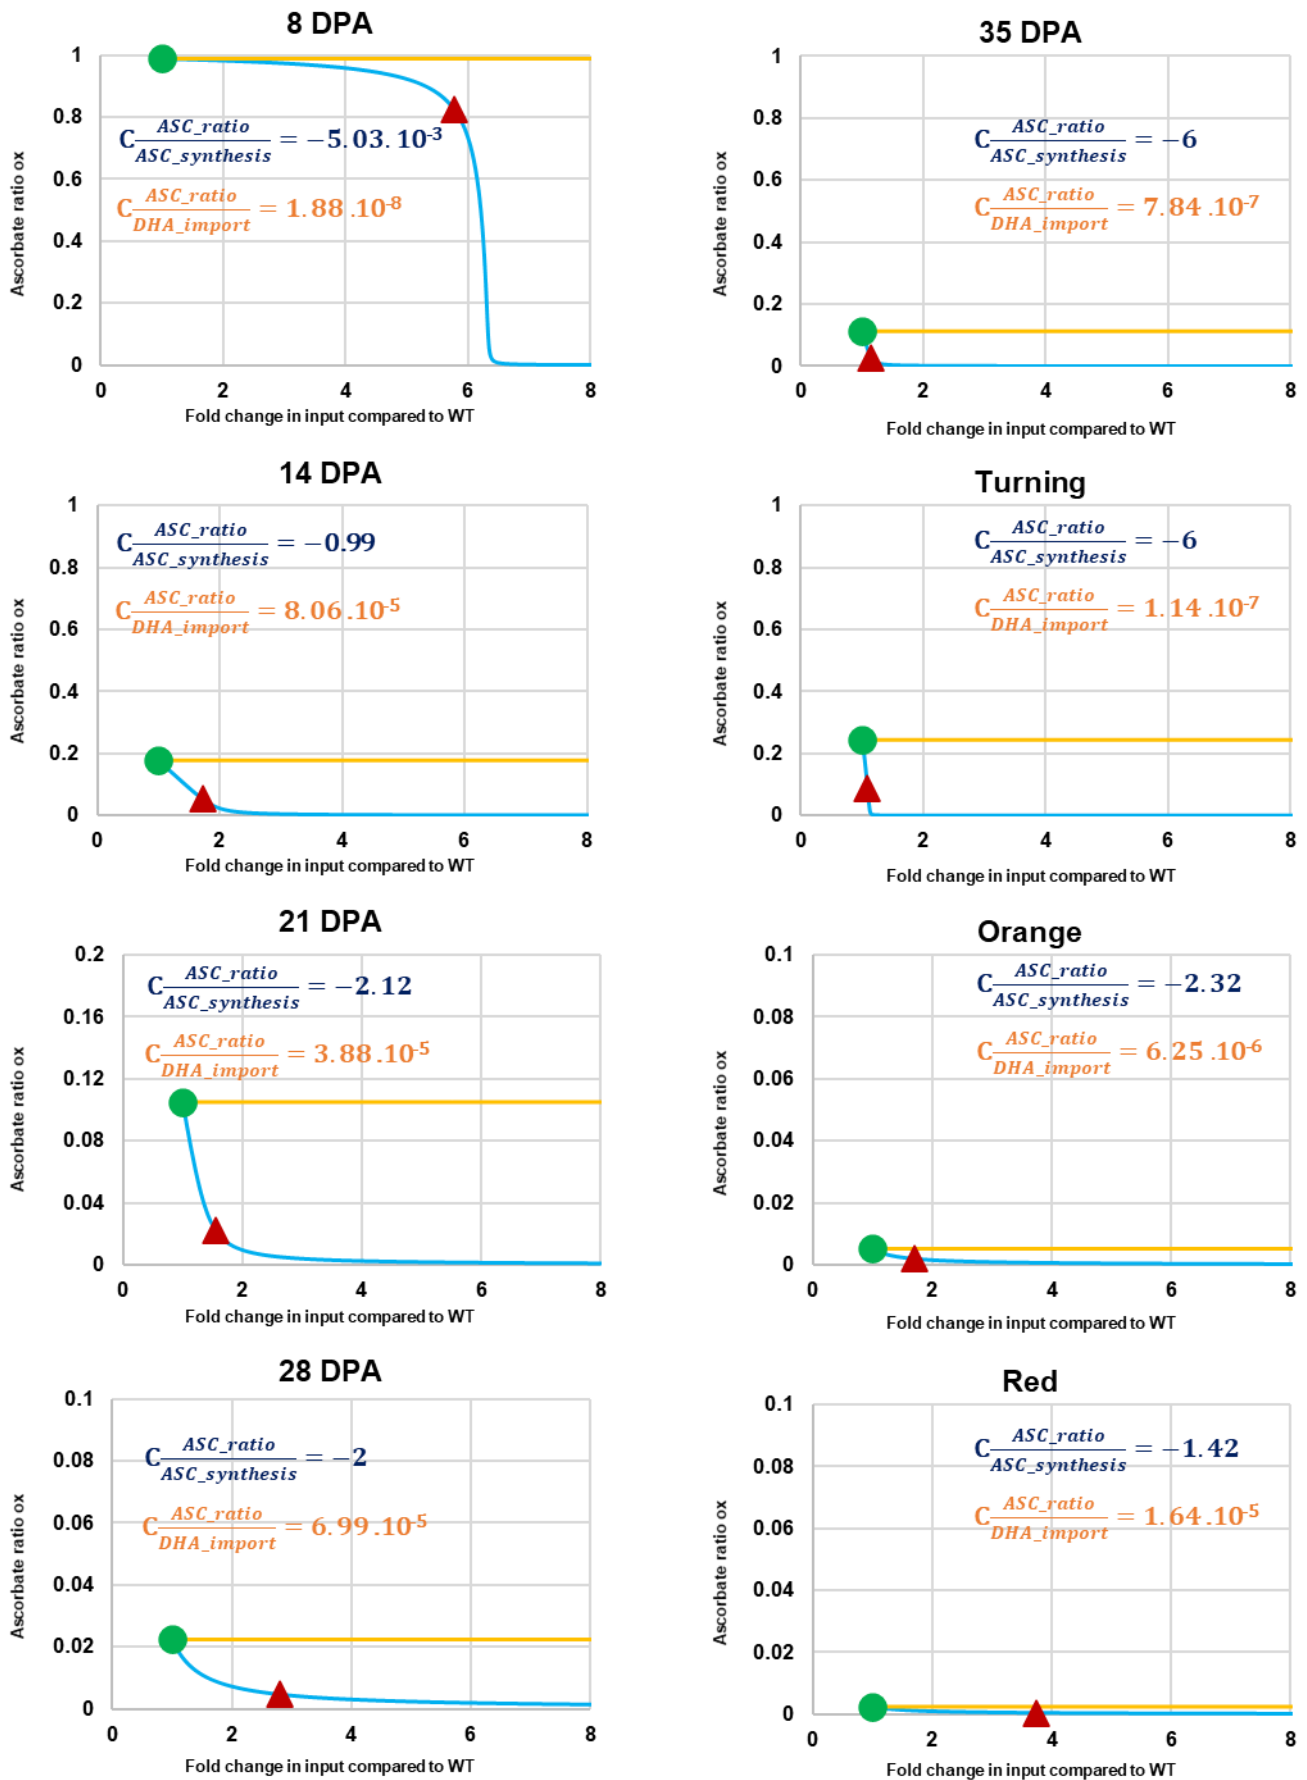 8 DPA
1
0.8
0.6
0.4
0.2
0
0 2 4 6 8
Ascorbate ratio ox
Fold change in input compared to WT
C ASC_ratio/ASC_synthesis = −5.03.10-3
C ASC_ratio/DHA_import = 1.88.10-8
35 DPA
1
0.8
0.6
0.4
0.2
0
0 2 4 6 8
Ascorbate ratio ox
Fold change in input compared to WT
C ASC_ratio/ASC_synthesis = −6
C ASC_ratio/DHA_import = 7.84.10-7
14 DPA
1
0.8
0.6
0.4
0.2
0
0 2 4 6 8
Ascorbate ratio ox
Fold change in input compared to WT
C ASC_ratio/ASC_synthesis = −0.99
C ASC_ratio/DHA_import = 8.06.10-5
Turning
1
0.8
0.6
0.4
0.2
0
0 2 4 6 8
Ascorbate ratio ox
Fold change in input compared to WT
C ASC_ratio/ASC_synthesis = −6
C ASC_ratio/DHA_import = 1.14.10-7
21 DPA
0.2
0.16
0.12
0.08
0.04
0
0 2 4 6 8
Ascorbate ratio ox
Fold change in input compared to WT
C ASC_ratio/ASC_synthesis = −2.12
C ASC_ratio/DHA_import = 3.88.10-5
Orange
0.1
0.08
0.06
0.04
0.02
0
0 2 4 6 8
Ascorbate ratio ox
Fold change in input compared to WT
C ASC_ratio/ASC_synthesis = −2.32
C ASC_ratio/DHA_import = 6.25.10-6
28 DPA
0.1
0.08
0.06
0.04
0.02
0
0 2 4 6 8
Ascorbate ratio ox
Fold change in input compared to WT
C ASC_ratio/ASC_synthesis = −2
C ASC_ratio/DHA_import = 6.99.10-5
Red
0.1
0.08
0.06
0.04
0.02
0
0 2 4 6 8
Ascorbate ratio ox
Fold change in input compared to WT
C ASC_ratio/ASC_synthesis = −1.42
C ASC_ratio/DHA_import = 1.64.10-5